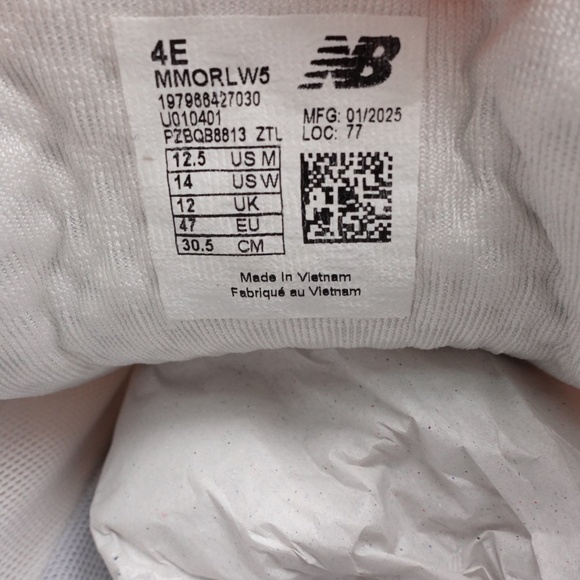 4E
MMORLW5
197966427030
U010401
PZBQB8813 ZTL
NB
MFG: 01/2025
LOC: 77
12.5 US M
14 US W
12 UK
47 EU
30.5 CM
Made In Vietnam
Fabriqué au Vietnam